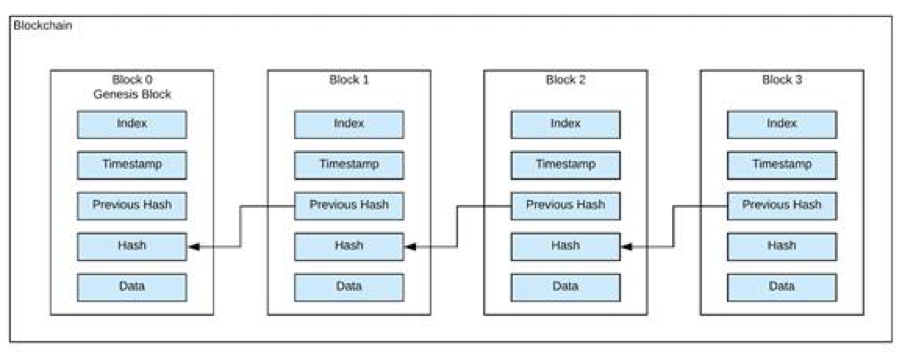 Blockchain
Block 0
Genesis Block
Index
Timestamp
Previous Hash
Hash
Data
Block 1
Index
Timestamp
Previous Hash
Hash
Data
Block 2
Index
Timestamp
Previous Hash
Hash
Data
Block 3
Index
Timestamp
Previous Hash
Hash
Data